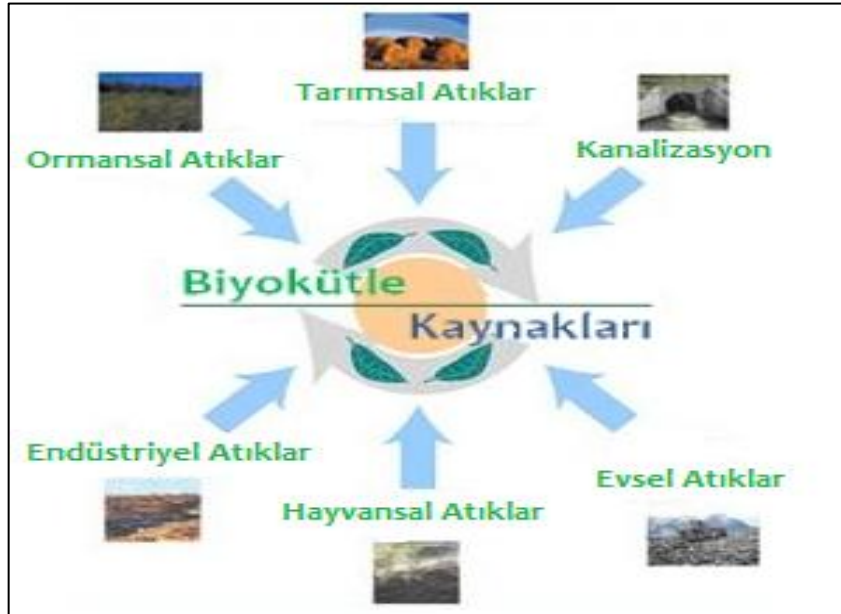 Tarımsal Atıklar
Ormansal Atıklar
Kanalizasyon
Biyokütle
Kaynakları
Endüstriyel Atıklar
Hayvansal Atıklar
Evsel Atıklar